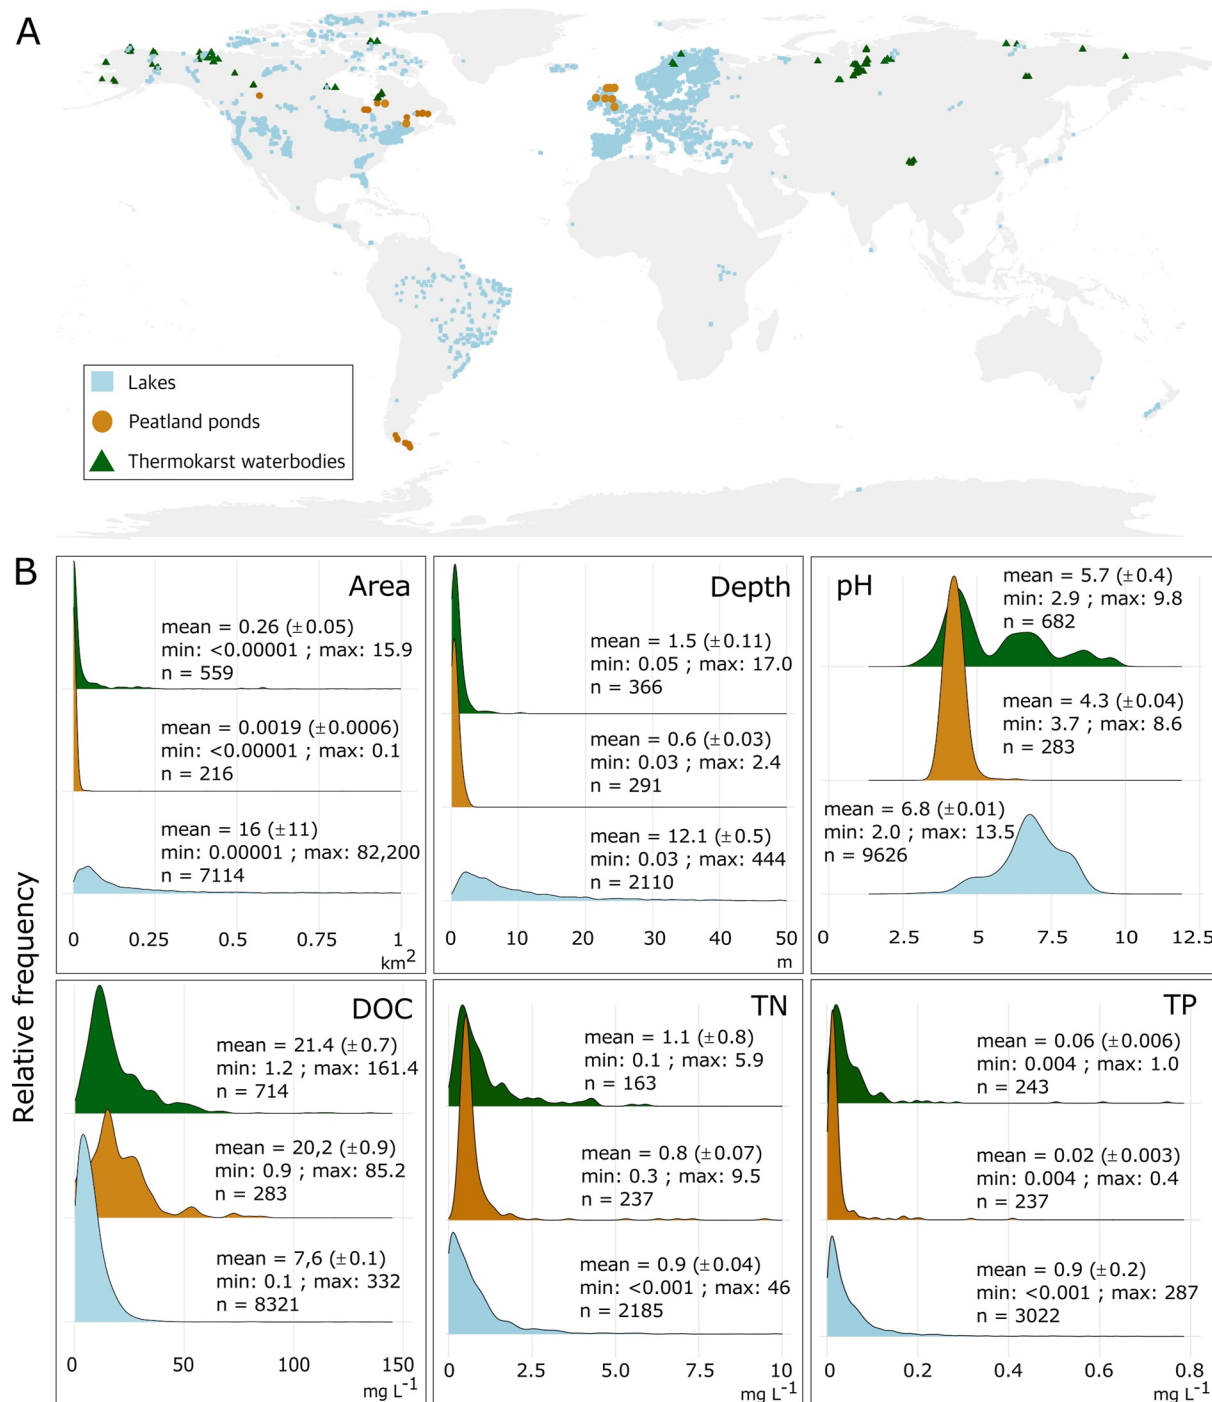 A
Lakes
Peatland ponds
Thermokarst waterbodies
B
Relative frequency
Area
mean = 0.26 (±0.05)
min: <0.00001 ; max: 15.9
n = 559
mean = 0.0019 (±0.0006)
min: <0.00001 ; max: 0.1
n = 216
mean = 16 (±11)
min: 0.00001 ; max: 82,200
n = 7114
0 0.25 0.5 0.75 1
km²
Depth
mean = 1.5 (±0.11)
min: 0.05 ; max: 17.0
n = 366
mean = 0.6 (±0.03)
min: 0.03 ; max: 2.4
n = 291
mean = 12.1 (±0.5)
min: 0.03 ; max: 444
n = 2110
0 10 20 30 40 50
m
pH
mean = 5.7 (±0.4)
min: 2.9 ; max: 9.8
n = 682
mean = 4.3 (±0.04)
min: 3.7 ; max: 8.6
n = 283
mean = 6.8 (±0.01)
min: 2.0 ; max: 13.5
n = 9626
0 2.5 5 7.5 10 12.5
DOC
mean = 21.4 (±0.7)
min: 1.2 ; max: 161.4
n = 714
mean = 20,2 (±0.9)
min: 0.9 ; max: 85.2
n = 283
mean = 7,6 (±0.1)
min: 0.1 ; max: 332
n = 8321
0 50 100 150
mg L⁻¹
TN
mean = 1.1 (±0.8)
min: 0.1 ; max: 5.9
n = 163
mean = 0.8 (±0.07)
min: 0.3 ; max: 9.5
n = 237
mean = 0.9 (±0.04)
min: <0.001 ; max: 46
n = 2185
0 2.5 5 7.5 10
mg L⁻¹
TP
mean = 0.06 (±0.006)
min: 0.004 ; max: 1.0
n = 243
mean = 0.02 (±0.003)
min: 0.004 ; max: 0.4
n = 237
mean = 0.9 (±0.2)
min: <0.001 ; max: 287
n = 3022
0 0.2 0.4 0.6 0.8
mg L⁻¹